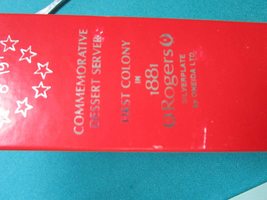 COMMEMORATIVE
DESSERT SERVER
FIRST COLONY
IN
1881
Rogers
SILVERPLATE
BY ONEIDA LTD.